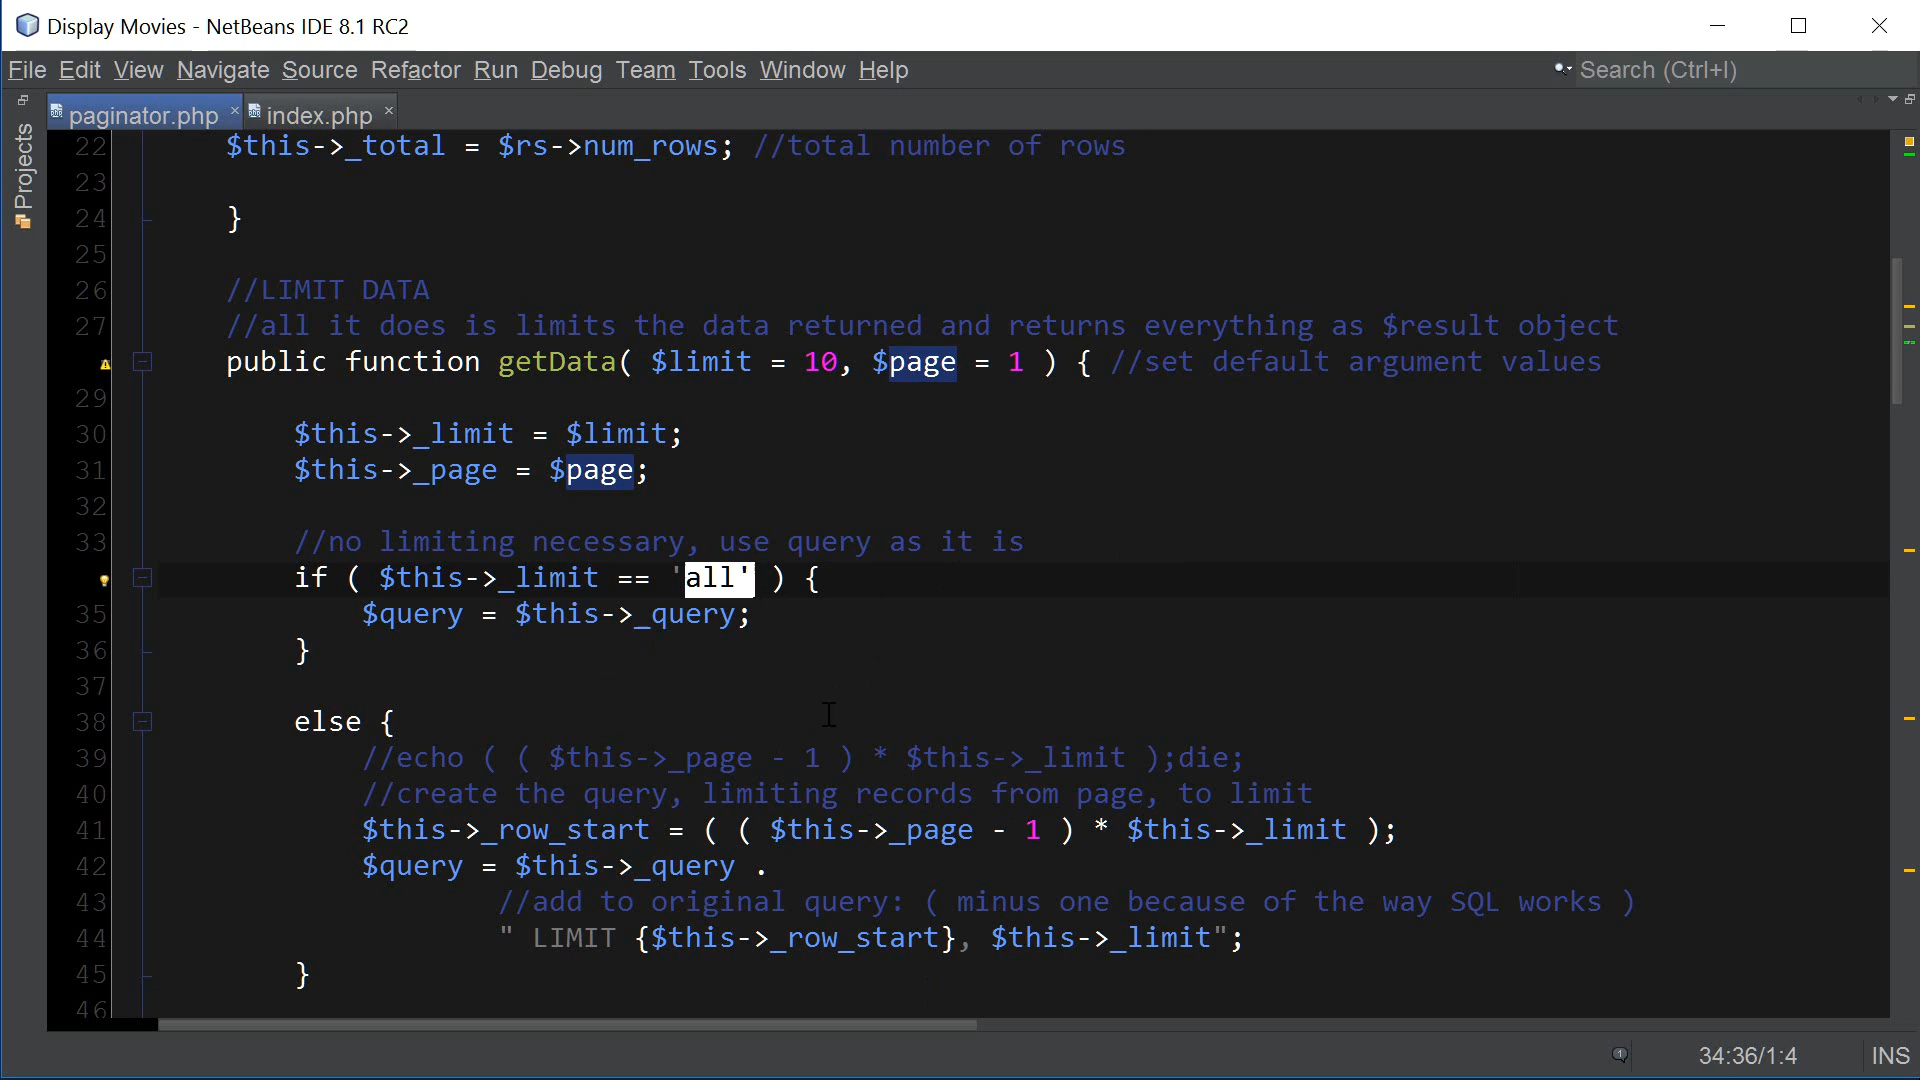 Display Movies - NetBeans IDE 8.1 RC2
File Edit View Navigate Source Refactor Run Debug Team Tools Window Help
Search (Ctrl+I)
Projects
paginator.php
index.php
22 $this->_total = $rs->num_rows; //total number of rows
23
24 }
25
26 //LIMIT DATA
27 //all it does is limits the data returned and returns everything as $result object
public function getData( $limit = 10, $page = 1 ) { //set default argument values
29
30 $this->_limit = $limit;
31 $this->_page = $page;
32
33 //no limiting necessary, use query as it is
if ( $this->_limit == 'all' ) {
35 $query = $this->_query;
36 }
37
38 else {
39 //echo ( ( $this->_page - 1 ) * $this->_limit );die;
40 //create the query, limiting records from page, to limit
41 $this->_row_start = ( ( $this->_page - 1 ) * $this->_limit );
42 $query = $this->_query .
43 //add to original query: ( minus one because of the way SQL works )
44 " LIMIT {$this->_row_start}, $this->_limit";
45 }
46
1 34:36/1:4 INS